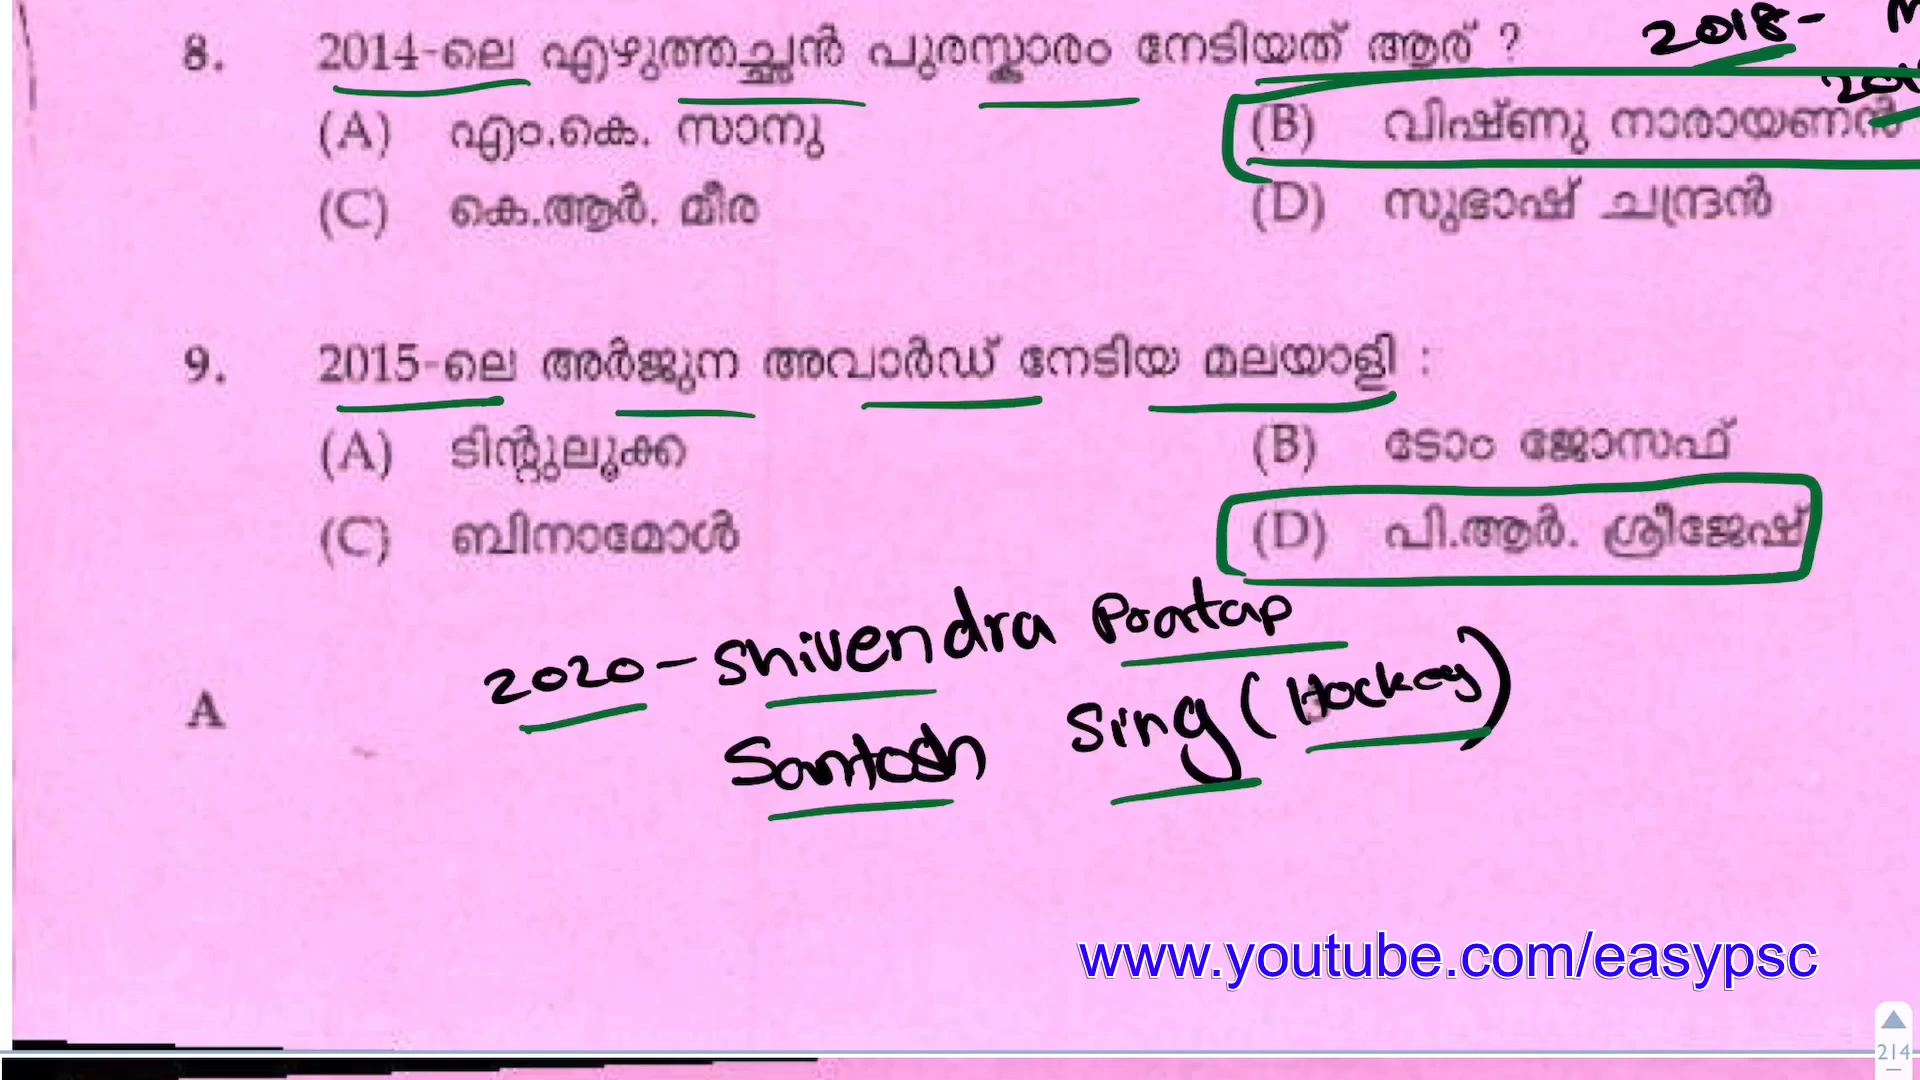 8. 2014-ലെ എഴുത്തച്ഛൻ പുരസ്കാരം നേടിയത് ആര് ? 2018- M
(A) എം.കെ. സാനു (B) വിഷ്ണു നാരായണൻ
(C) കെ.ആർ. മീര (D) സുഭാഷ് ചന്ദ്രൻ
9. 2015-ലെ അർജുന അവാർഡ് നേടിയ മലയാളി :
(A) ടിന്റുലൂക്ക (B) ടോം ജോസഫ്
(C) ബിനാമോൾ (D) പി.ആർ. ശ്രീജേഷ്
2020 - Shivendra Pratap
A Santosh Sing (Hockey)
www.youtube.com/easypsc
214